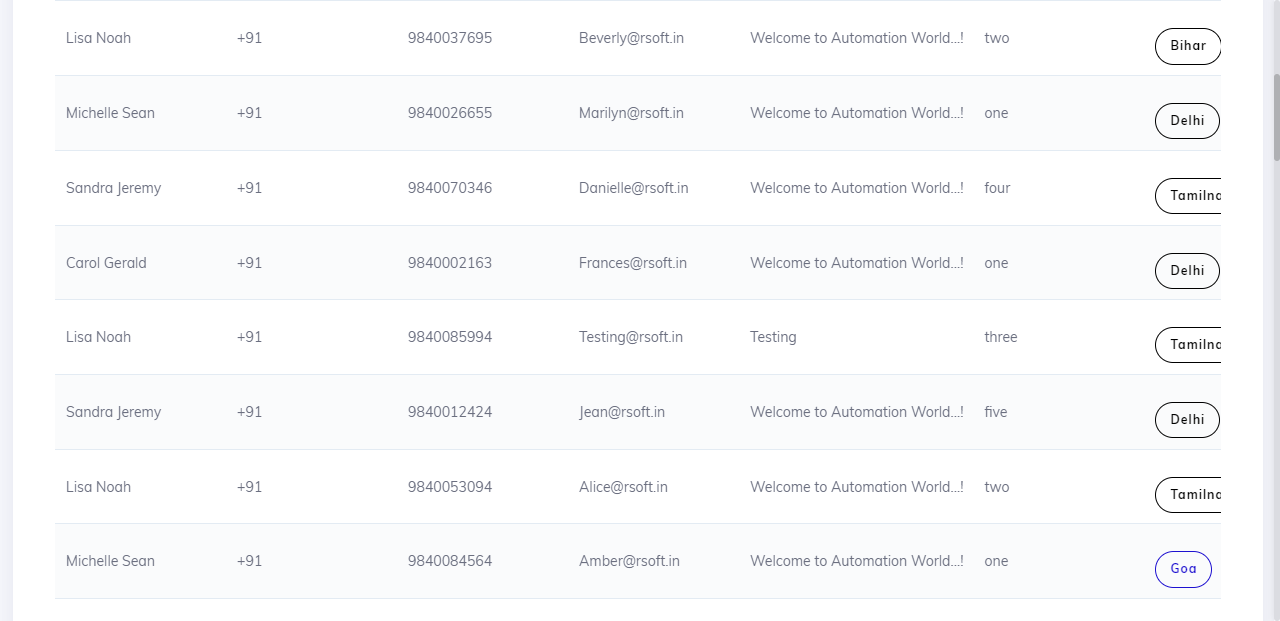 Lisa Noah +91 9840037695 Beverly@rsoft.in Welcome to Automation World...! two Bihar
Michelle Sean +91 9840026655 Marilyn@rsoft.in Welcome to Automation World...! one Delhi
Sandra Jeremy +91 9840070346 Danielle@rsoft.in Welcome to Automation World...! four Tamilna
Carol Gerald +91 9840002163 Frances@rsoft.in Welcome to Automation World...! one Delhi
Lisa Noah +91 9840085994 Testing@rsoft.in Testing three Tamilna
Sandra Jeremy +91 9840012424 Jean@rsoft.in Welcome to Automation World...! five Delhi
Lisa Noah +91 9840053094 Alice@rsoft.in Welcome to Automation World...! two Tamilna
Michelle Sean +91 9840084564 Amber@rsoft.in Welcome to Automation World...! one Goa